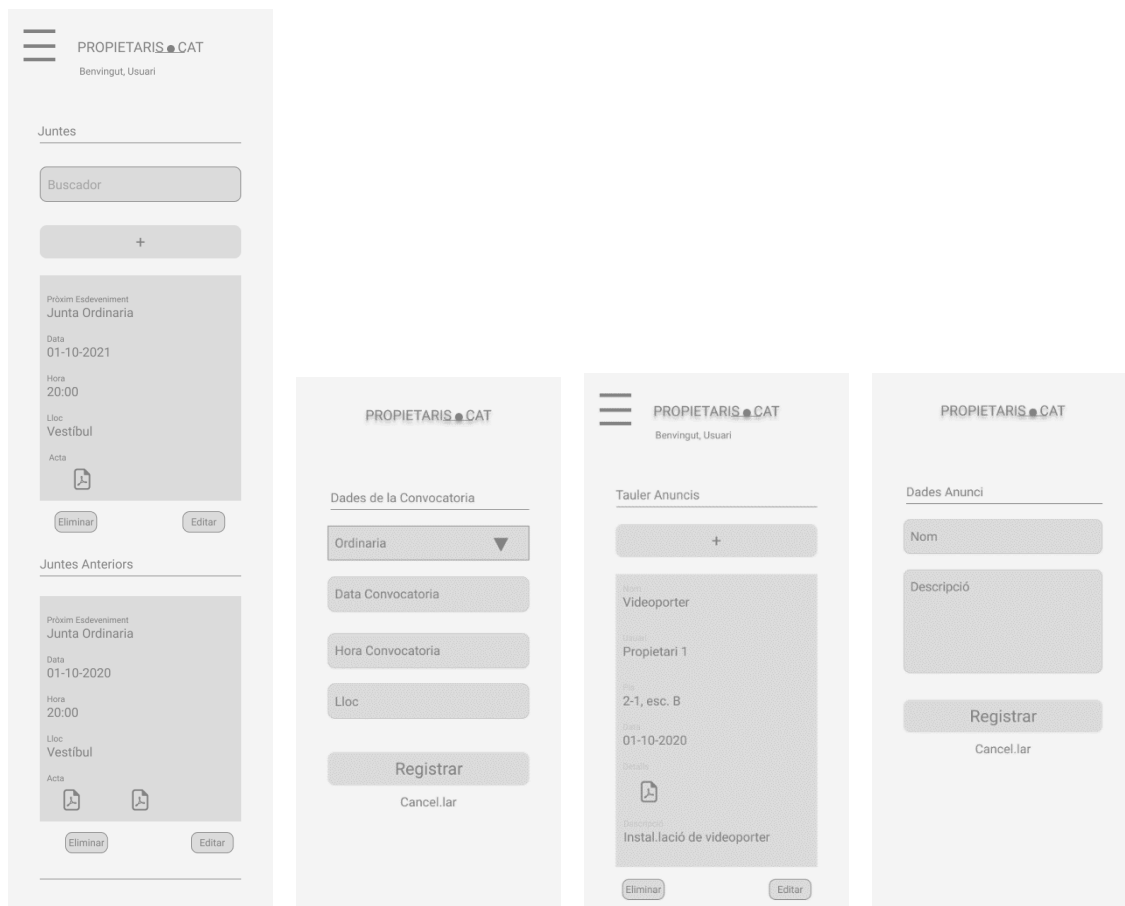 PROPIETARIS CAT
Benvingut, Usuari
Juntes
Buscador
+
Pròxim Esdeveniment
Junta Ordinaria
Data
01-10-2021
Hora
20:00
Lloc
Vestíbul
Acta
Eliminar
Editar
Juntes Anteriors
Pròxim Esdeveniment
Junta Ordinaria
Data
01-10-2020
Hora
20:00
Lloc
Vestíbul
Acta
Eliminar
Editar
PROPIETARIS CAT
Dades de la Convocatoria
Ordinaria
Data Convocatoria
Hora Convocatoria
Lloc
Registrar
Cancel.lar
PROPIETARIS CAT
Benvingut, Usuari
Tauler Anuncis
+
Nom
Videoporter
Usuari
Propietari 1
Pis
2-1, esc. B
Data
01-10-2020
Detalls
Descripció
Instal.lació de videoporter
Eliminar
Editar
PROPIETARIS CAT
Dades Anunci
Nom
Descripció
Registrar
Cancel.lar